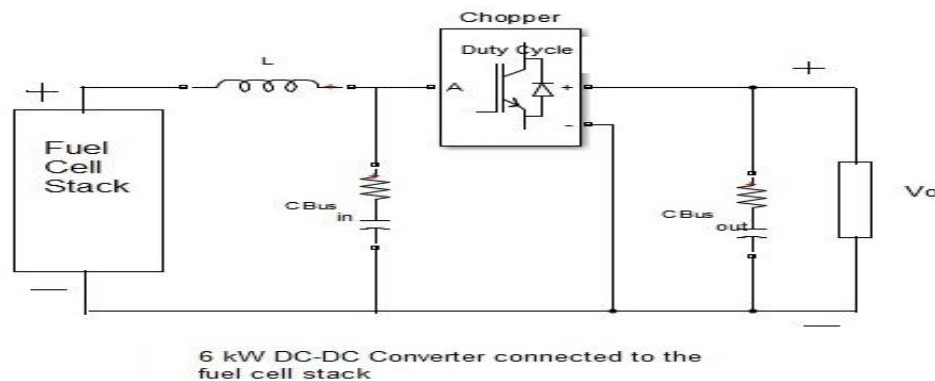 Chopper
Duty Cycle
L
+
+
A
+
-
Fuel
Cell
Stack
CBus
in
CBus
out
Vo
6 kW DC-DC Converter connected to the
fuel cell stack